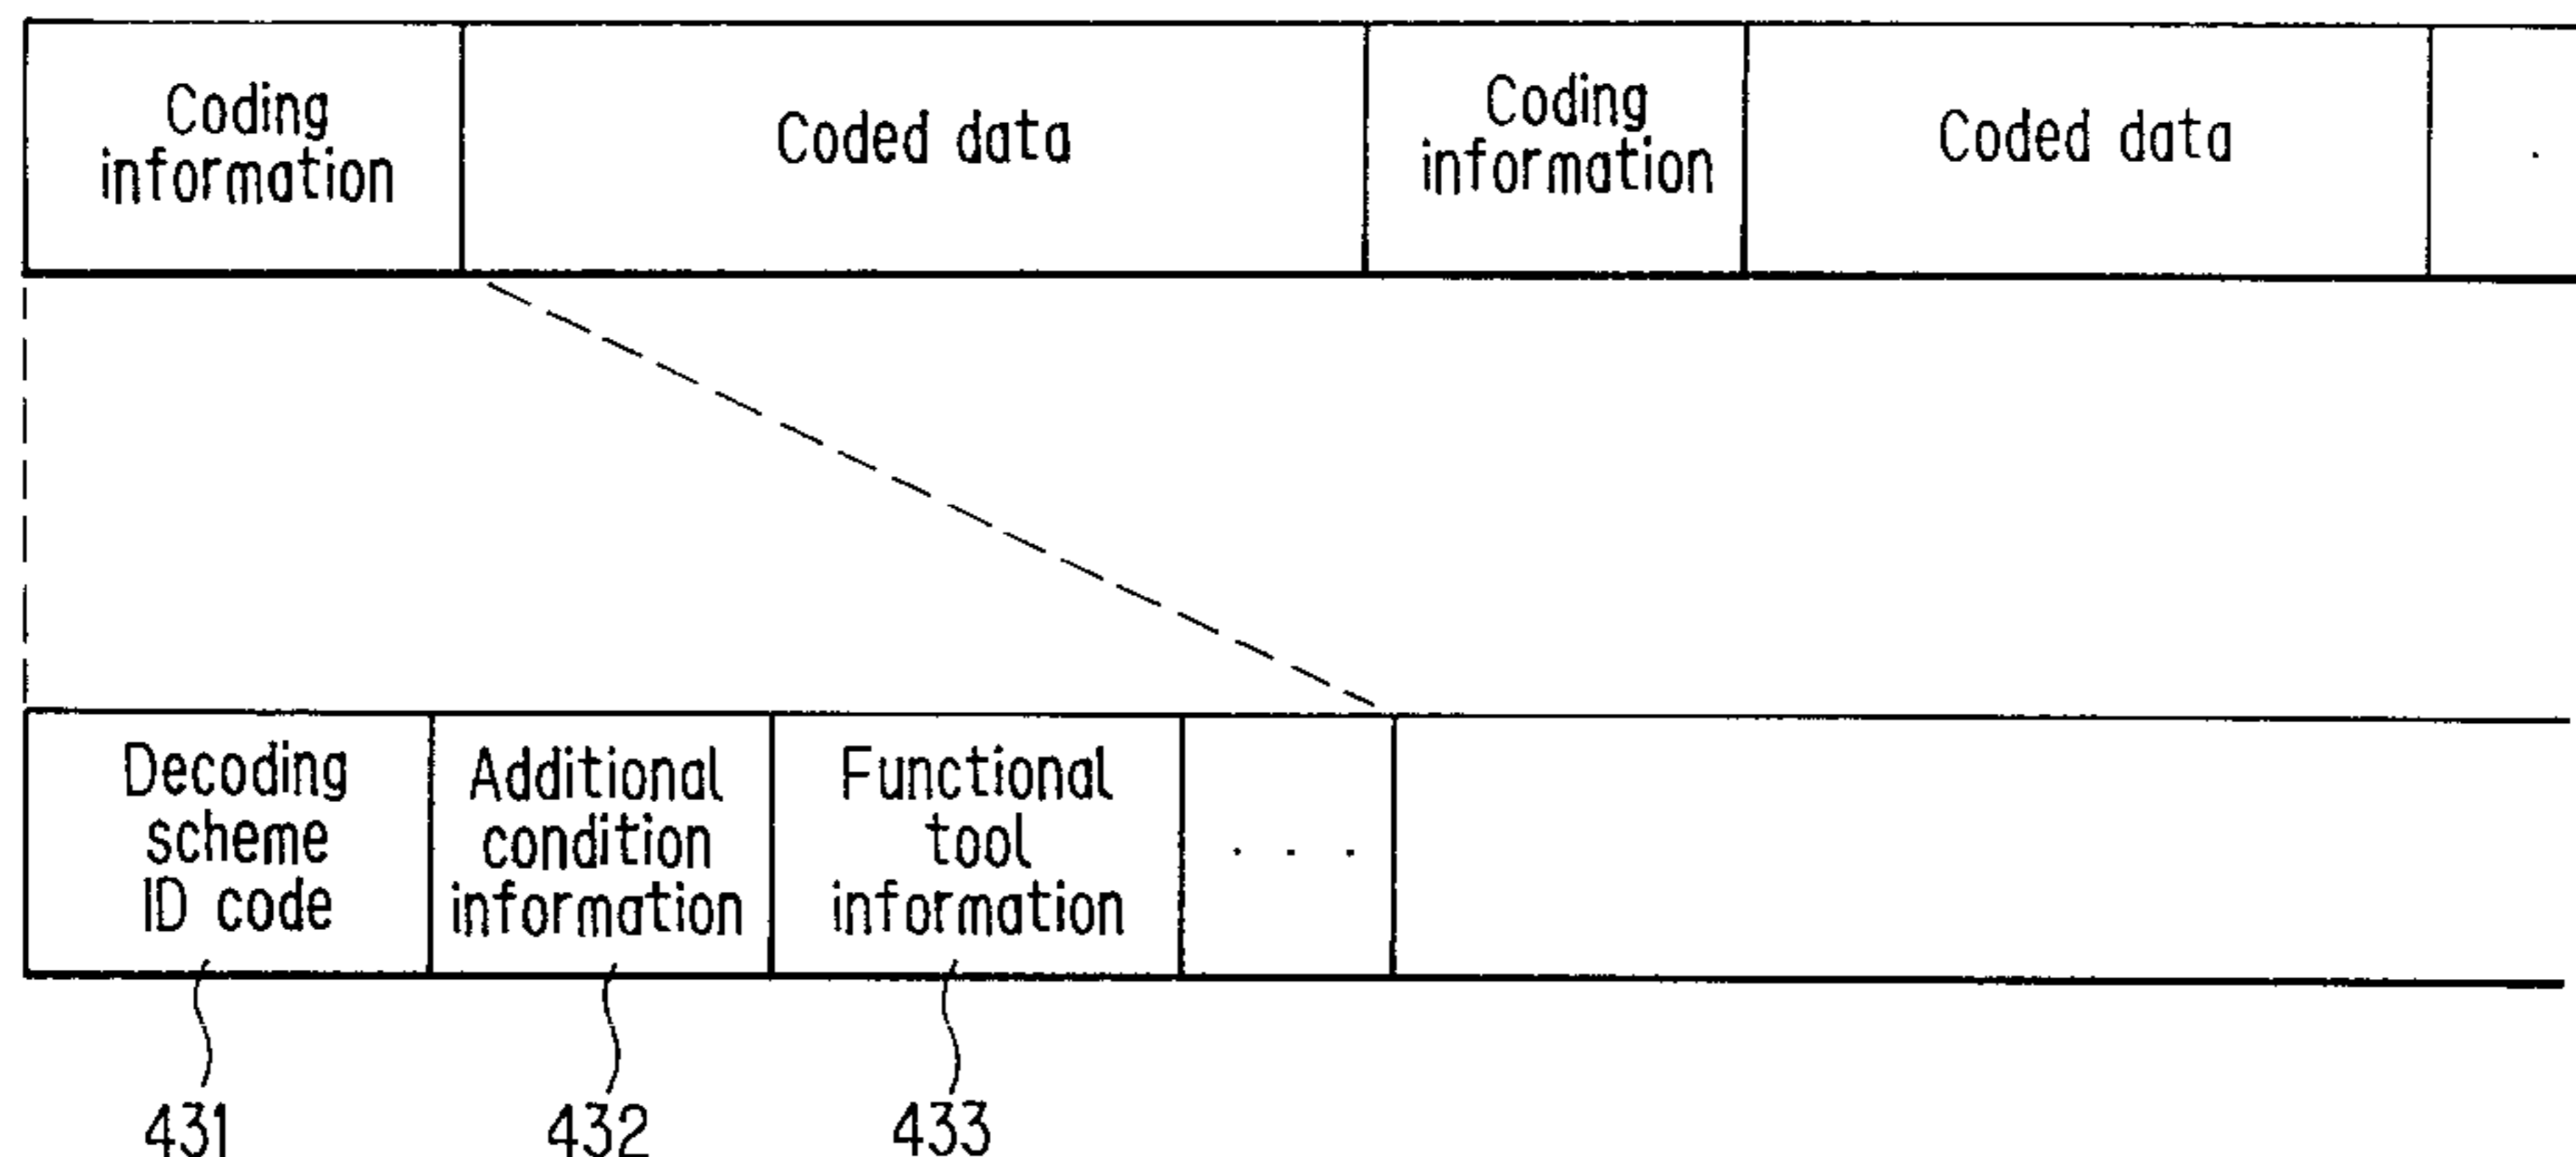 Coding
information
Coded data
Coding
information
Coded data
.
Decoding
scheme
ID code
Additional
condition
information
Functional
tool
information
. . .
431
432
433